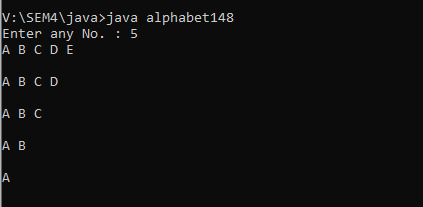 V:\SEM4\java>java alphabet148
Enter any No. : 5
A B C D E
A B C D
A B C
A B
A